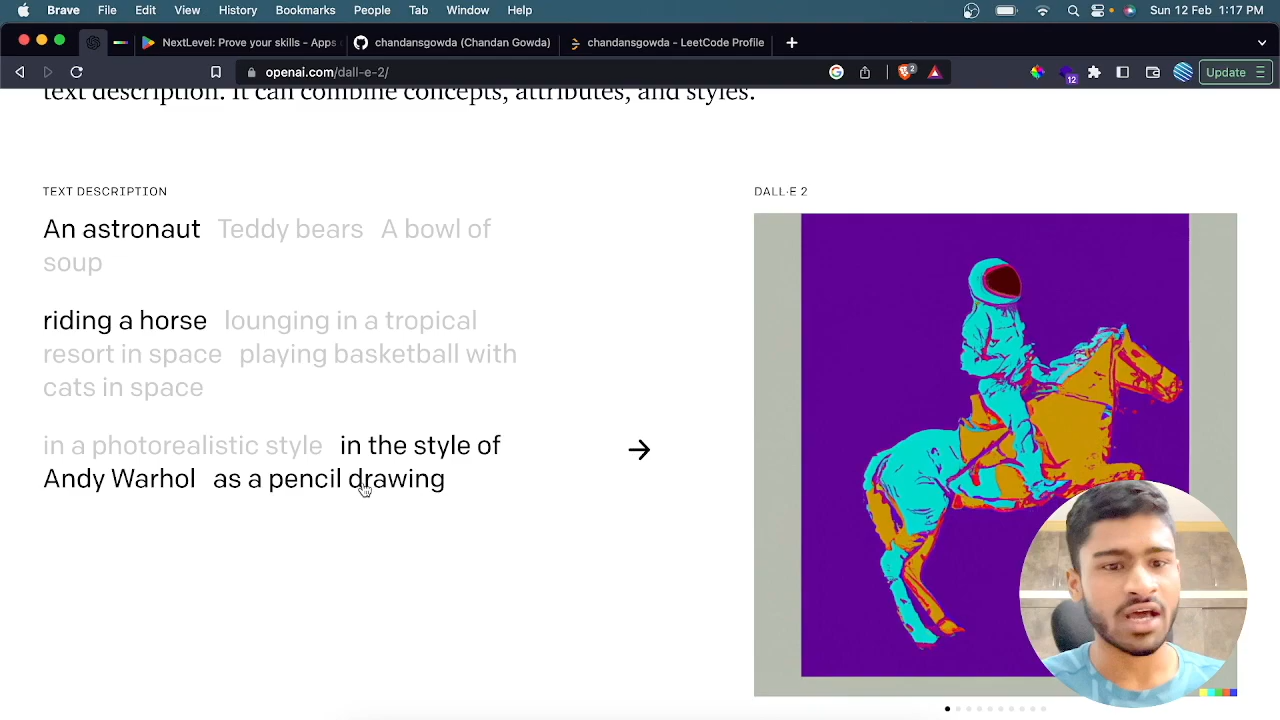 Brave File Edit View History Bookmarks People Tab Window Help Sun 12 Feb 1:17 PM
NextLevel: Prove your skills - Apps chandansgowda (Chandan Gowda) chandansgowda - LeetCode Profile
openai.com/dall-e-2/ 2 12 Update
text description. It can combine concepts, attributes, and styles.
TEXT DESCRIPTION
DALL·E 2
An astronaut Teddy bears A bowl of
soup
riding a horse lounging in a tropical
resort in space playing basketball with
cats in space
in a photorealistic style in the style of
Andy Warhol as a pencil drawing